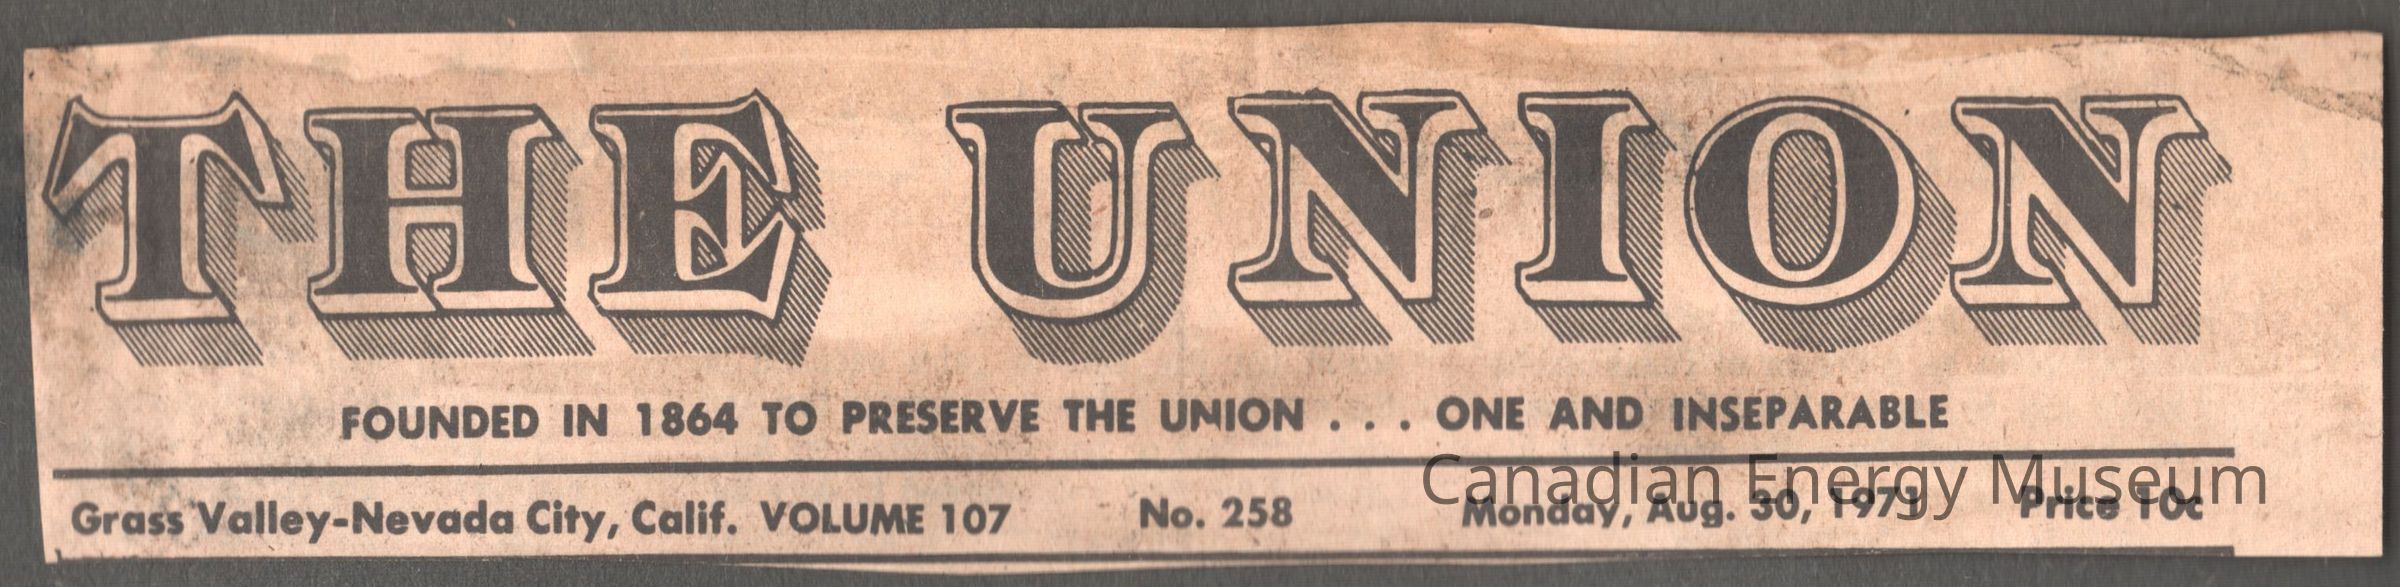 THE UNION
FOUNDED IN 1864 TO PRESERVE THE UNION . . . ONE AND INSEPARABLE
Canadian Energy Museum
Grass Valley-Nevada City, Calif. VOLUME 107 No. 258 Monday, Aug. 30, 1971 Price 10c